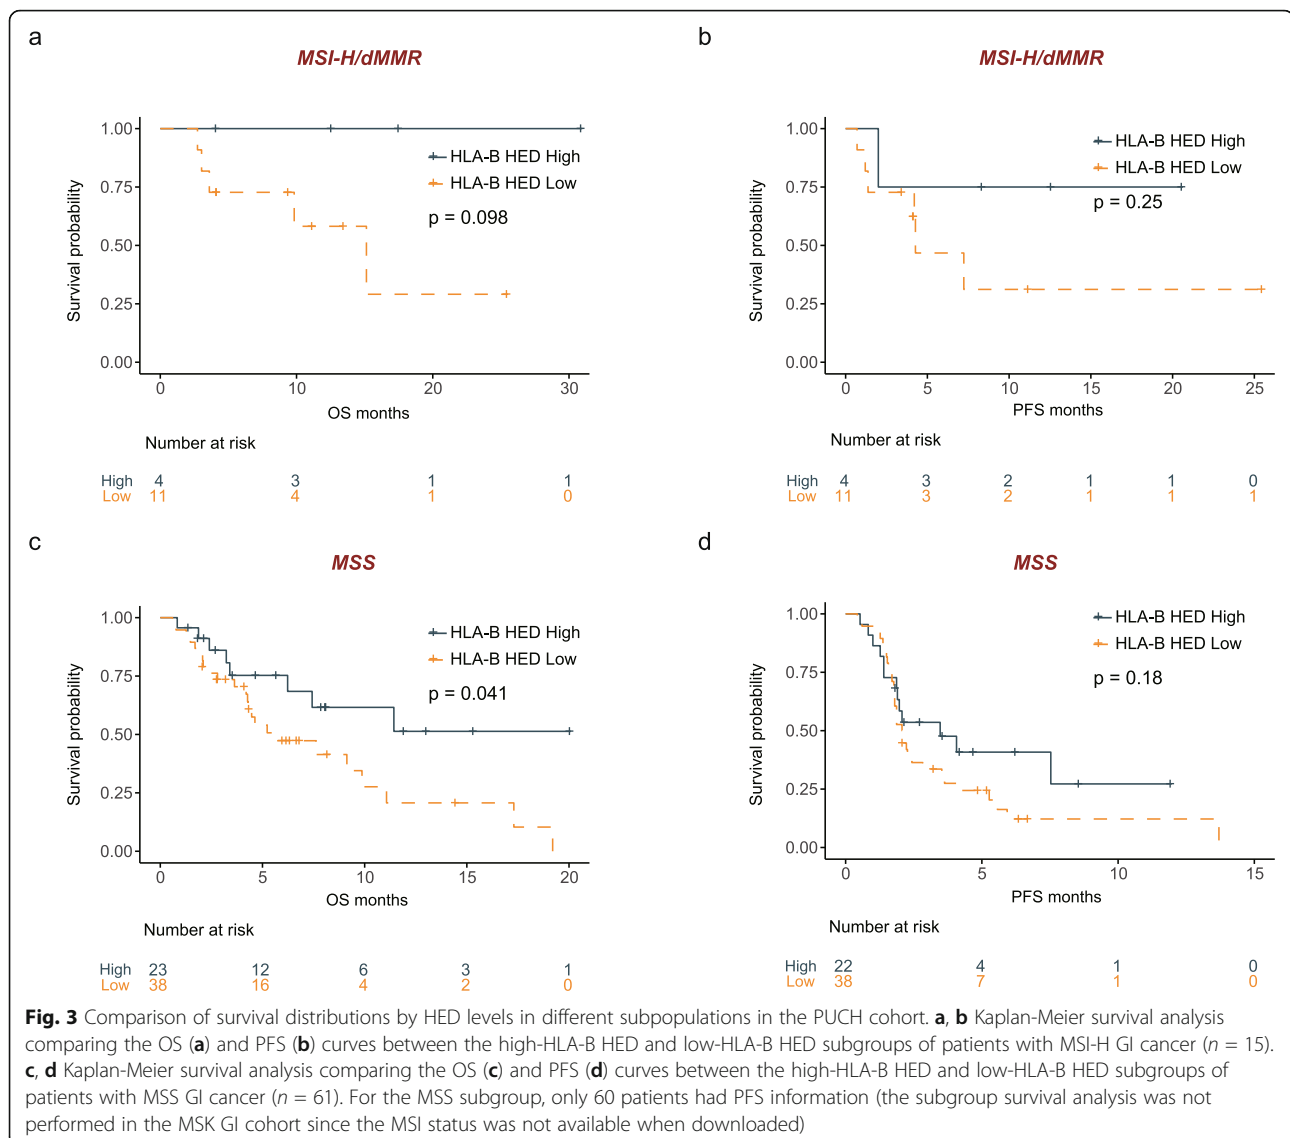 a
MSI-H/dMMR
1.00
0.75
0.50
0.25
0.00
Survival probability
HLA-B HED High
HLA-B HED Low
p = 0.098
0 10 20 30
OS months
Number at risk
High 4 3 1 1
Low 11 4 1 0
b
MSI-H/dMMR
1.00
0.75
0.50
0.25
0.00
Survival probability
HLA-B HED High
HLA-B HED Low
p = 0.25
0 5 10 15 20 25
PFS months
Number at risk
High 4 3 2 1 1 0
Low 11 3 2 1 1 1
c
MSS
1.00
0.75
0.50
0.25
0.00
Survival probability
HLA-B HED High
HLA-B HED Low
p = 0.041
0 5 10 15 20
OS months
Number at risk
High 23 12 6 3 1
Low 38 16 4 2 0
d
MSS
1.00
0.75
0.50
0.25
0.00
Survival probability
HLA-B HED High
HLA-B HED Low
p = 0.18
0 5 10 15
PFS months
Number at risk
High 22 4 1 0
Low 38 7 1 0
Fig. 3 Comparison of survival distributions by HED levels in different subpopulations in the PUCH cohort. a, b Kaplan-Meier survival analysis
comparing the OS (a) and PFS (b) curves between the high-HLA-B HED and low-HLA-B HED subgroups of patients with MSI-H GI cancer (n = 15).
c, d Kaplan-Meier survival analysis comparing the OS (c) and PFS (d) curves between the high-HLA-B HED and low-HLA-B HED subgroups of
patients with MSS GI cancer (n = 61). For the MSS subgroup, only 60 patients had PFS information (the subgroup survival analysis was not
performed in the MSK GI cohort since the MSI status was not available when downloaded)